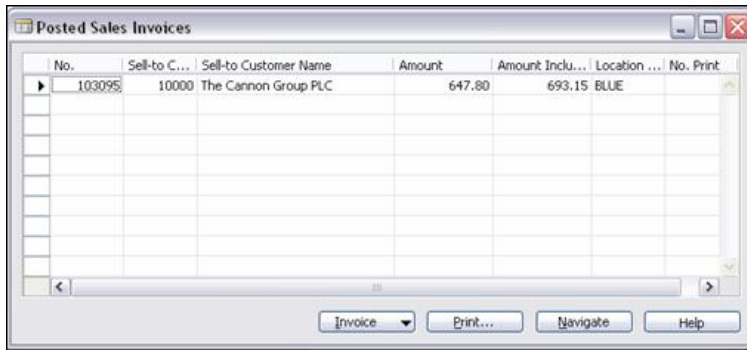 Posted Sales Invoices
No. Sell-to C... Sell-to Customer Name Amount Amount Inclu... Location ... No. Print
103095 10000 The Cannon Group PLC 647.80 693.15 BLUE
Invoice Print... Navigate Help